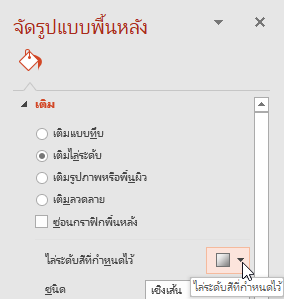 จัดรูปแบบพื้นหลัง
เติม
เติมแบบทึบ
เติมไล่ระดับ
เติมรูปภาพหรือพื้นผิว
เติมลวดลาย
ซ่อนกราฟิกพื้นหลัง
ไล่ระดับสีที่กำหนดไว้
ไล่ระดับสีที่กำหนดไว้
ชนิด
เชิงเส้น